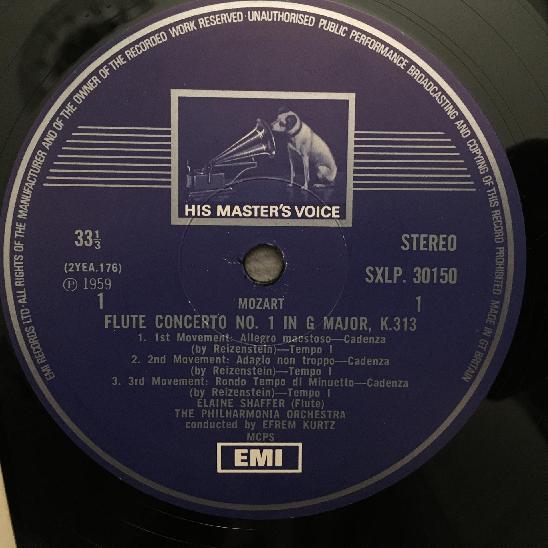 EMI RECORDS LTD·ALL RIGHTS OF THE MANUFACTURER AND OF THE OWNER OF THE RECORDED WORK RESERVED·UNAUTHORISED PUBLIC PERFORMANCE BROADCASTING AND COPYING OF THIS RECORD PROHIBITED MADE IN GT BRITAIN
HIS MASTER'S VOICE
33⅓ STEREO
(2YEA.176) SXLP. 30150
Ⓟ 1959
1 1
MOZART
FLUTE CONCERTO NO. 1 IN G MAJOR, K.313
1. 1st Movement: Allegro maestoso—Cadenza
(by Reizenstein)—Tempo I
2. 2nd Movement: Adagio non troppo—Cadenza
(by Reizenstein)—Tempo I
3. 3rd Movement: Rondo Tempo di Minuetto—Cadenza
(by Reizenstein)—Tempo I
ELAINE SHAFFER (Flute)
THE PHILHARMONIA ORCHESTRA
conducted by EFREM KURTZ
MCPS
EMI